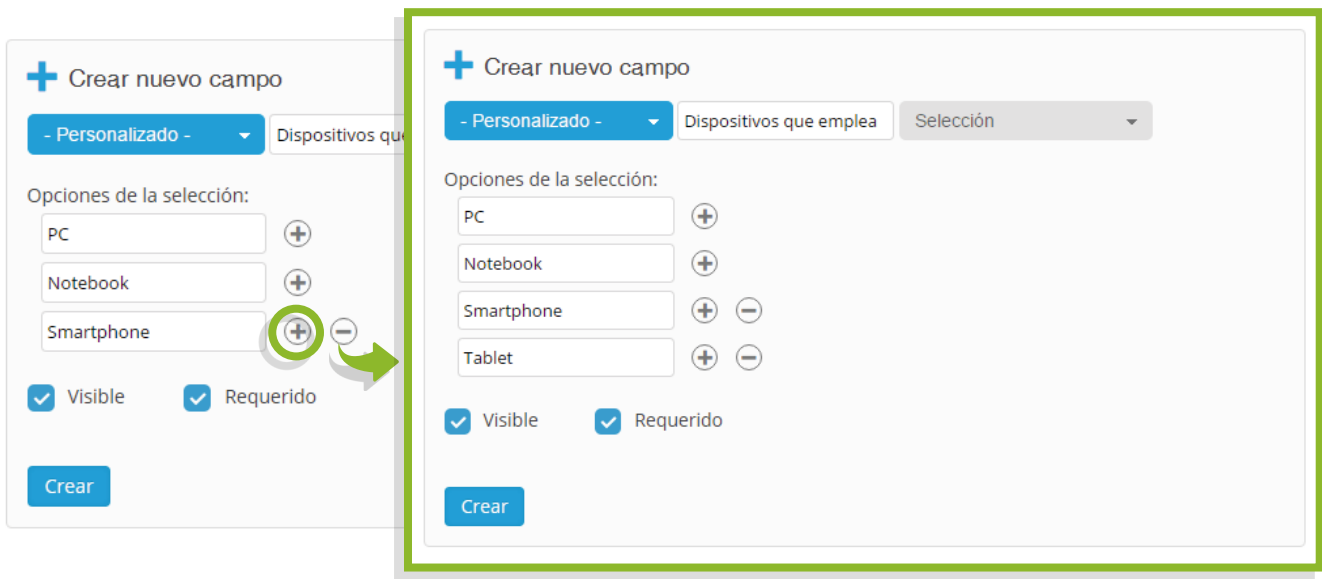 Crear nuevo campo
- Personalizado -
Dispositivos que
Opciones de la selección:
PC
Notebook
Smartphone
Visible
Requerido
Crear
Crear nuevo campo
- Personalizado -
Dispositivos que emplea
Selección
Opciones de la selección:
PC
Notebook
Smartphone
Tablet
Visible
Requerido
Crear